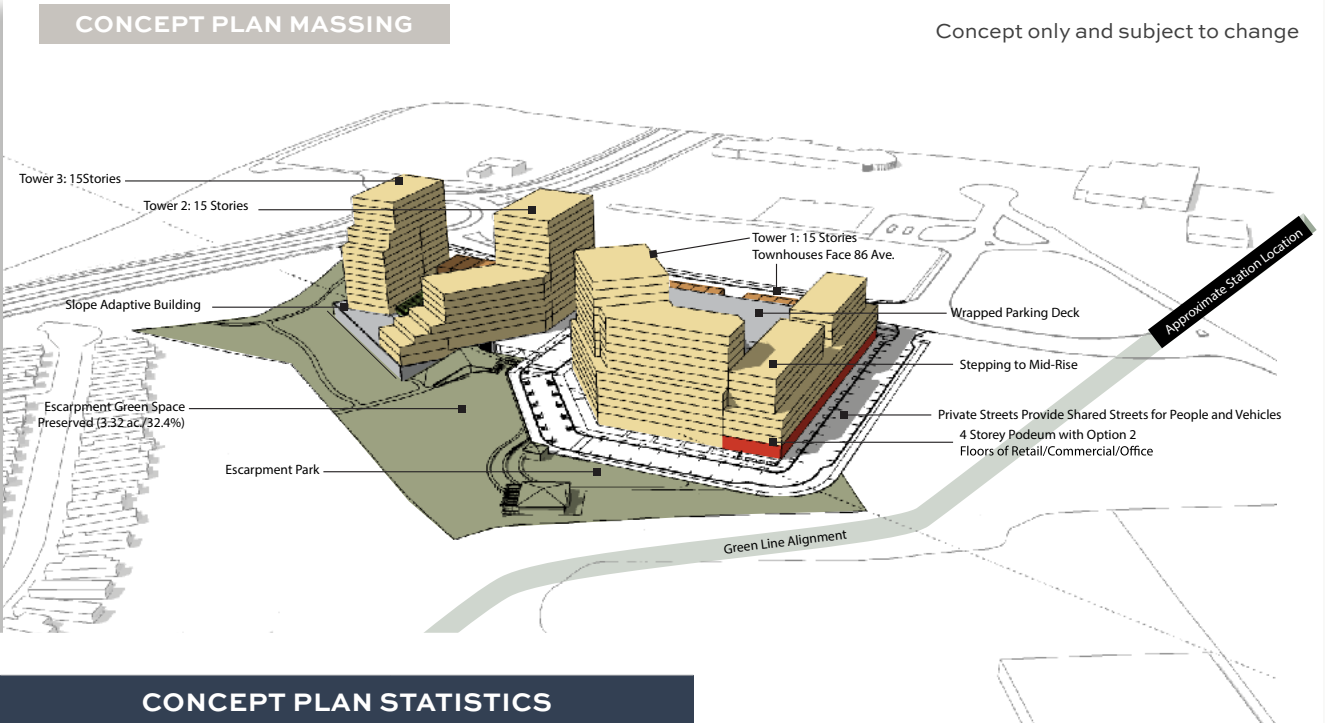 CONCEPT PLAN MASSING
Concept only and subject to change
Tower 3: 15Stories
Tower 2: 15 Stories
Tower 1: 15 Stories
Townhouses Face 86 Ave.
Approximate Station Location
Slope Adaptive Building
Wrapped Parking Deck
Stepping to Mid-Rise
Escarpment Green Space
Preserved (3.32 ac./32.4%)
Private Streets Provide Shared Streets for People and Vehicles
4 Storey Podeum with Option 2
Floors of Retail/Commercial/Office
Escarpment Park
Green Line Alignment
CONCEPT PLAN STATISTICS